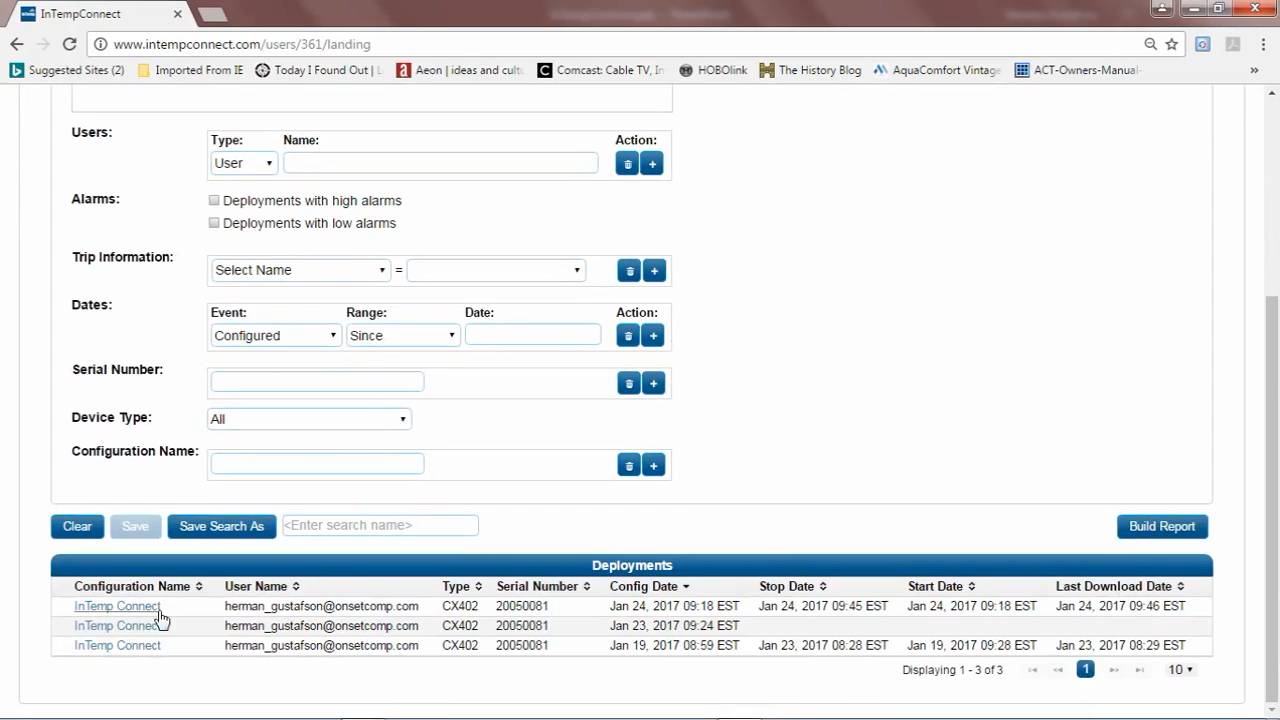 InTempConnect
www.intempconnect.com/users/361/landing
Suggested Sites (2) Imported From IE Today I Found Out | L Aeon | ideas and cultu Comcast: Cable TV, In HOBOlink The History Blog AquaComfort Vintage ACT-Owners-Manual-
Users:
Type: Name: Action:
User
Alarms:
Deployments with high alarms
Deployments with low alarms
Trip Information:
Select Name =
Dates:
Event: Range: Date: Action:
Configured Since
Serial Number:
Device Type:
All
Configuration Name:
Clear Save Save Search As <Enter search name> Build Report
Deployments
Configuration Name User Name Type Serial Number Config Date Stop Date Start Date Last Download Date
InTemp Connect herman_gustafson@onsetcomp.com CX402 20050081 Jan 24, 2017 09:18 EST Jan 24, 2017 09:45 EST Jan 24, 2017 09:18 EST Jan 24, 2017 09:46 EST
InTemp Connect herman_gustafson@onsetcomp.com CX402 20050081 Jan 23, 2017 09:24 EST
InTemp Connect herman_gustafson@onsetcomp.com CX402 20050081 Jan 19, 2017 08:59 EST Jan 23, 2017 08:28 EST Jan 19, 2017 09:28 EST Jan 23, 2017 08:29 EST
Displaying 1 - 3 of 3 1 10